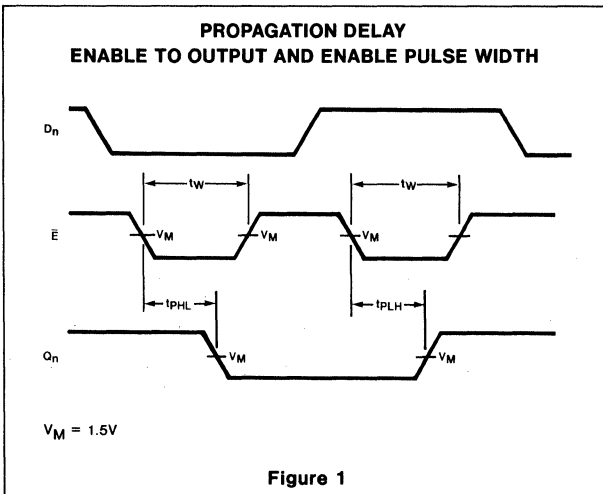 PROPAGATION DELAY
ENABLE TO OUTPUT AND ENABLE PULSE WIDTH
Dn
tW tW
Ē VM VM VM
tPHL tPLH
Qn VM VM
VM = 1.5V
Figure 1